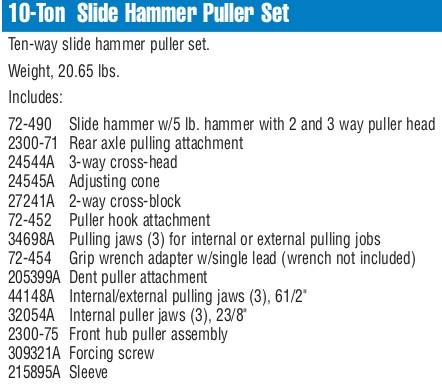 10-Ton Slide Hammer Puller Set
Ten-way slide hammer puller set.
Weight, 20.65 lbs.
Includes:
72-490 Slide hammer w/5 lb. hammer with 2 and 3 way puller head
2300-71 Rear axle pulling attachment
24544A 3-way cross-head
24545A Adjusting cone
27241A 2-way cross-block
72-452 Puller hook attachment
34698A Pulling jaws (3) for internal or external pulling jobs
72-454 Grip wrench adapter w/single lead (wrench not included)
205399A Dent puller attachment
44148A Internal/external pulling jaws (3), 61/2"
32054A Internal puller jaws (3), 23/8"
2300-75 Front hub puller assembly
309321A Forcing screw
215895A Sleeve